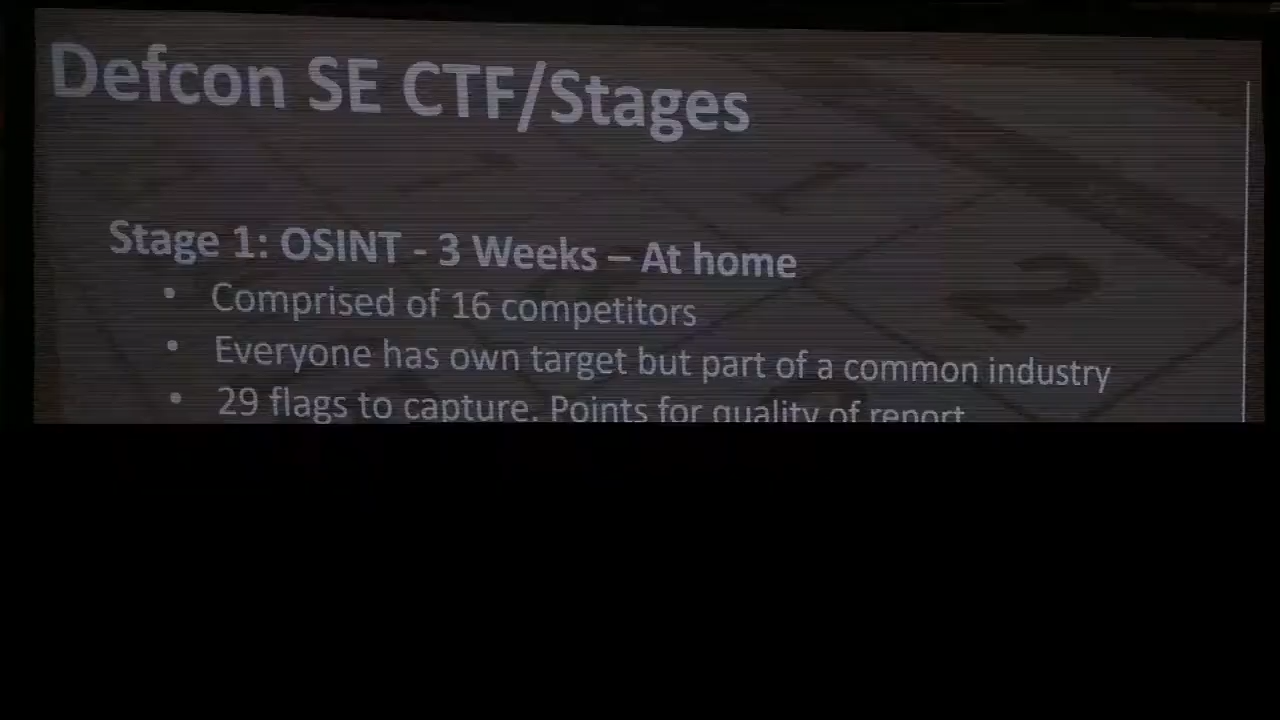 Defcon SE CTF/Stages
Stage 1: OSINT - 3 Weeks – At home
• Comprised of 16 competitors
• Everyone has own target but part of a common industry
• 29 flags to capture. Points for quality of report